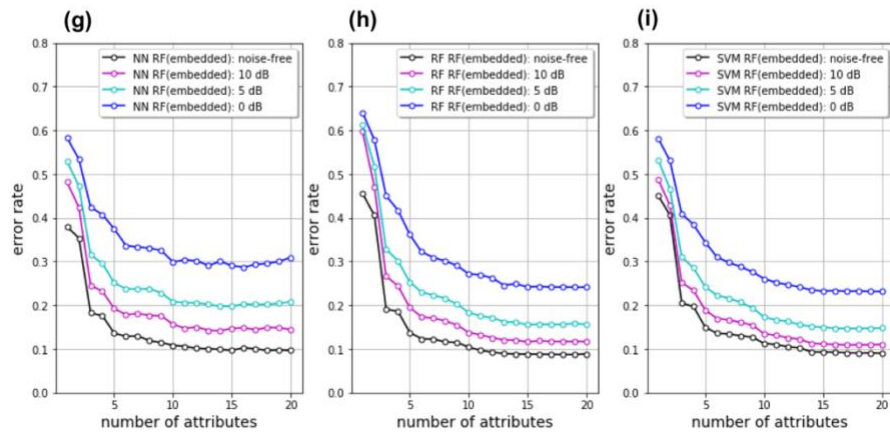 (g)
0.8
0.7
0.6
0.5
0.4
0.3
0.2
0.1
0.0
error rate
NN RF(embedded): noise-free
NN RF(embedded): 10 dB
NN RF(embedded): 5 dB
NN RF(embedded): 0 dB
5 10 15 20
number of attributes
(h)
0.8
0.7
0.6
0.5
0.4
0.3
0.2
0.1
0.0
error rate
RF RF(embedded): noise-free
RF RF(embedded): 10 dB
RF RF(embedded): 5 dB
RF RF(embedded): 0 dB
5 10 15 20
number of attributes
(i)
0.8
0.7
0.6
0.5
0.4
0.3
0.2
0.1
0.0
error rate
SVM RF(embedded): noise-free
SVM RF(embedded): 10 dB
SVM RF(embedded): 5 dB
SVM RF(embedded): 0 dB
5 10 15 20
number of attributes